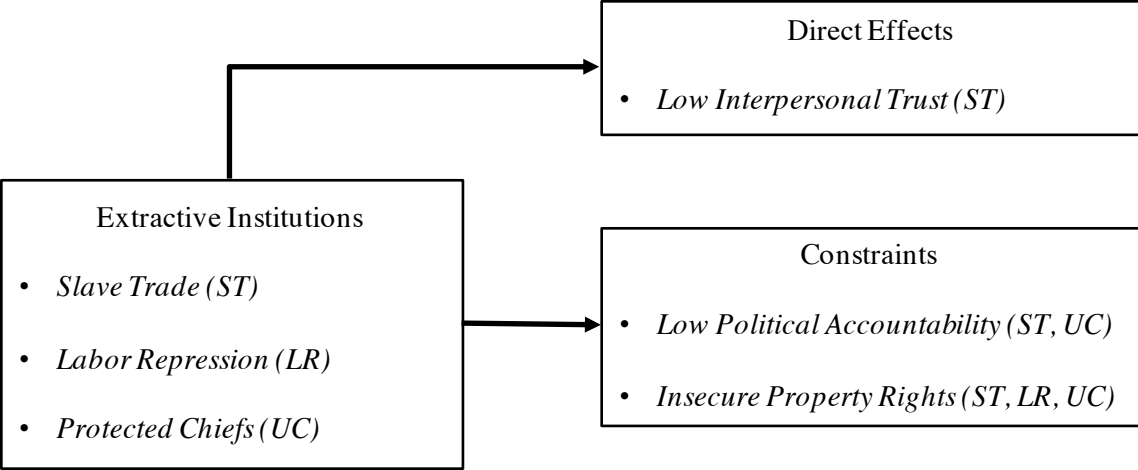 Direct Effects
• Low Interpersonal Trust (ST)
Extractive Institutions
• Slave Trade (ST)
• Labor Repression (LR)
• Protected Chiefs (UC)
Constraints
• Low Political Accountability (ST, UC)
• Insecure Property Rights (ST, LR, UC)